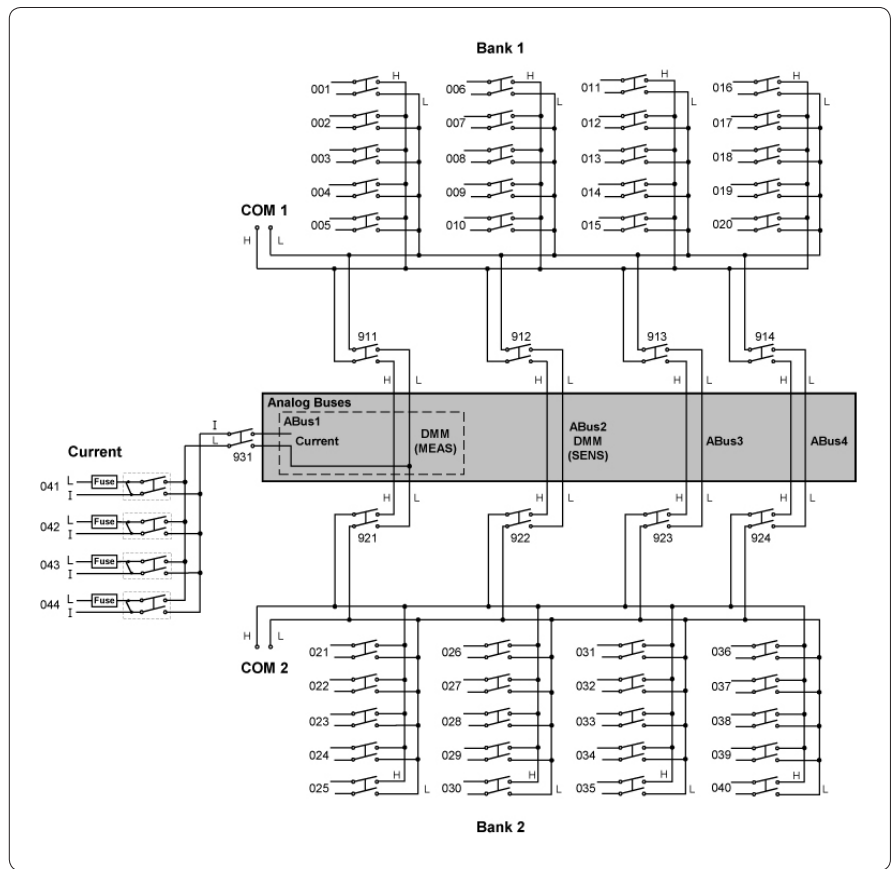 Bank 1
001 H 006 H 011 H 016 H
L L L L
002 007 012 017
003 008 013 018
004 009 014 019
COM 1
005 010 015 020
H L
911 912 913 914
H L H L H L H L
Analog Buses
ABus1
Current
DMM
(MEAS)
ABus2
DMM
(SENS)
ABus3
ABus4
I
L
931
Current
041 L Fuse
I
042 L Fuse
I
043 L Fuse
I
044 L Fuse
I
H L H L H L H L
921 922 923 924
H L
COM 2
021 026 031 036
022 027 032 037
023 028 033 038
024 029 034 039
H H H H
025 L 030 L 035 L 040 L
Bank 2